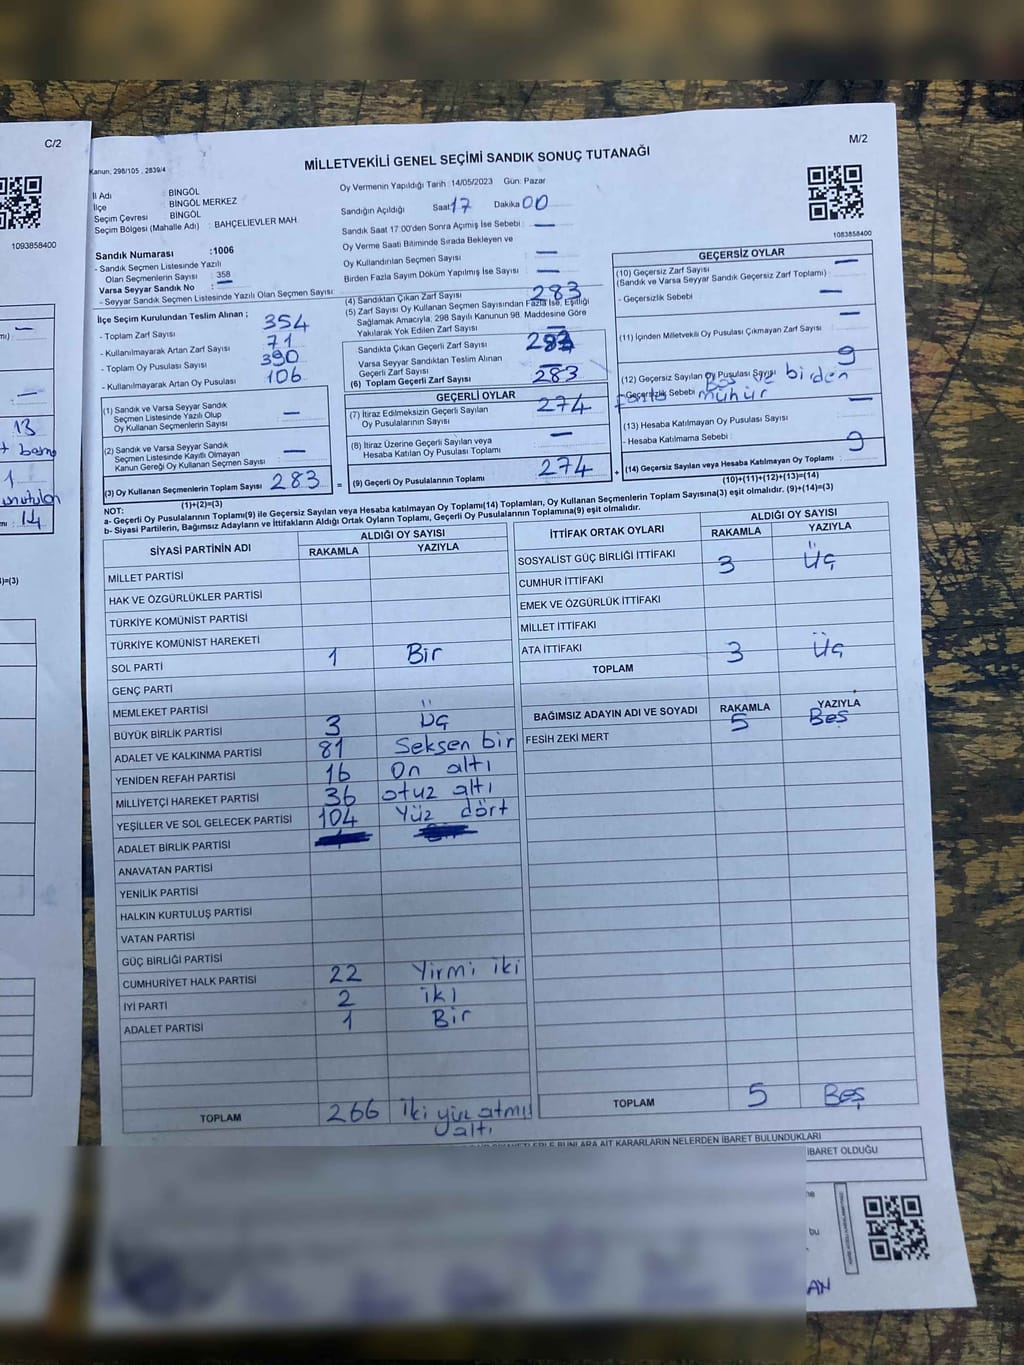 C/2
1093858400
13
1
14
)=(3)
M/2
MİLLETVEKİLİ GENEL SEÇİMİ SANDIK SONUÇ TUTANAĞI
Kanun: 298/105 , 2839/4
1083858400
İl Adı : BİNGÖL
İlçe : BİNGÖL MERKEZ
Seçim Çevresi : BİNGÖL
Seçim Bölgesi (Mahalle Adı) : BAHÇELİEVLER MAH
Sandık Numarası :1006
- Sandık Seçmen Listesinde Yazılı
Olan Seçmenlerin Sayısı : 358
Varsa Seyyar Sandık No : —
- Seyyar Sandık Seçmen Listesinde Yazılı Olan Seçmen Sayısı:
Oy Vermenin Yapıldığı Tarih :14/05/2023 Gün: Pazar
Sandığın Açıldığı Saat:17 Dakika:00
Sandık Saat 17.00'den Sonra Açılmış İse Sebebi : —
Oy Verme Saati Bitiminde Sırada Bekleyen ve
Oy Kullandırılan Seçmen Sayısı : —
Birden Fazla Sayım Döküm Yapılmış İse Sayısı : —
İlçe Seçim Kurulundan Teslim Alınan ;
- Toplam Zarf Sayısı : 354
- Kullanılmayarak Artan Zarf Sayısı : 71
- Toplam Oy Pusulası Sayısı : 390
- Kullanılmayarak Artan Oy Pusulası : 106
(1) Sandık ve Varsa Seyyar Sandık
Seçmen Listesinde Yazılı Olup
Oy Kullanan Seçmenlerin Sayısı : —
(2) Sandık ve Varsa Seyyar Sandık
Seçmen Listesinde Kayıtlı Olmayan
Kanun Gereği Oy Kullanan Seçmen Sayısı : —
(3) Oy Kullanan Seçmenlerin Toplam Sayısı : 283
(1)+(2)=(3)
(4) Sandıktan Çıkan Zarf Sayısı : 283
(5) Zarf Sayısı Oy Kullanan Seçmen Sayısından Fazla İse, Eşitliği
Sağlamak Amacıyla, 298 Sayılı Kanunun 98. Maddesine Göre
Yakılarak Yok Edilen Zarf Sayısı : —
Sandıkta Çıkan Geçerli Zarf Sayısı : 283
Varsa Seyyar Sandıktan Teslim Alınan
Geçerli Zarf Sayısı : —
(6) Toplam Geçerli Zarf Sayısı : 283
GEÇERLİ OYLAR
(7) İtiraz Edilmeksizin Geçerli Sayılan
Oy Pusulalarının Sayısı : 274
(8) İtiraz Üzerine Geçerli Sayılan veya
Hesaba Katılan Oy Pusulası Toplamı : —
= (9) Geçerli Oy Pusulalarının Toplamı : 274
GEÇERSİZ OYLAR
(10) Geçersiz Zarf Sayısı : —
(Sandık ve Varsa Seyyar Sandık Geçersiz Zarf Toplamı)
- Geçersizlik Sebebi : —
(11) İçinden Milletvekili Oy Pusulası Çıkmayan Zarf Sayısı : —
(12) Geçersiz Sayılan Oy Pusulası Sayısı : 9
- Geçersizlik Sebebi : Boş ve birden
fazla mühür
(13) Hesaba Katılmayan Oy Pusulası Sayısı : —
- Hesaba Katılmama Sebebi :
+ (14) Geçersiz Sayılan veya Hesaba Katılmayan Oy Toplamı : 9
(10)+(11)+(12)+(13)=(14)
NOT:
a- Geçerli Oy Pusulalarının Toplamı(9) ile Geçersiz Sayılan veya Hesaba katılmayan Oy Toplamı(14) Toplamları, Oy Kullanan Seçmenlerin Toplam Sayısına(3) eşit olmalıdır. (9)+(14)=(3)
b- Siyasi Partilerin, Bağımsız Adayların ve İttifakların Aldığı Ortak Oyların Toplamı, Geçerli Oy Pusulalarının Toplamına(9) eşit olmalıdır.
SİYASİ PARTİNİN ADI ALDIĞI OY SAYISI
RAKAMLA YAZIYLA
MİLLET PARTİSİ
HAK VE ÖZGÜRLÜKLER PARTİSİ
TÜRKİYE KOMÜNİST PARTİSİ
TÜRKİYE KOMÜNİST HAREKETİ
SOL PARTİ 1 Bir
GENÇ PARTİ
MEMLEKET PARTİSİ
BÜYÜK BİRLİK PARTİSİ 3 Üç
ADALET VE KALKINMA PARTİSİ 81 Seksen bir
YENİDEN REFAH PARTİSİ 16 On altı
MİLLİYETÇİ HAREKET PARTİSİ 36 otuz altı
YEŞİLLER VE SOL GELECEK PARTİSİ 104 Yüz dört
ADALET BİRLİK PARTİSİ
ANAVATAN PARTİSİ
YENİLİK PARTİSİ
HALKIN KURTULUŞ PARTİSİ
VATAN PARTİSİ
GÜÇ BİRLİĞİ PARTİSİ
CUMHURİYET HALK PARTİSİ 22 Yirmi iki
İYİ PARTİ 2 iki
ADALET PARTİSİ 1 Bir
TOPLAM 266 iki yüz atmış
altı
İTTİFAK ORTAK OYLARI ALDIĞI OY SAYISI
RAKAMLA YAZIYLA
SOSYALİST GÜÇ BİRLİĞİ İTTİFAKI
CUMHUR İTTİFAKI 3 Üç
EMEK VE ÖZGÜRLÜK İTTİFAKI
MİLLET İTTİFAKI
ATA İTTİFAKI
TOPLAM 3 Üç
BAĞIMSIZ ADAYIN ADI VE SOYADI RAKAMLA YAZIYLA
FESİH ZEKİ MERT 5 Beş
TOPLAM 5 Beş
BUNLARA AİT KARARLARIN NELERDEN İBARET BULUNDUKLARI
İBARET OLDUĞU
bu
AN